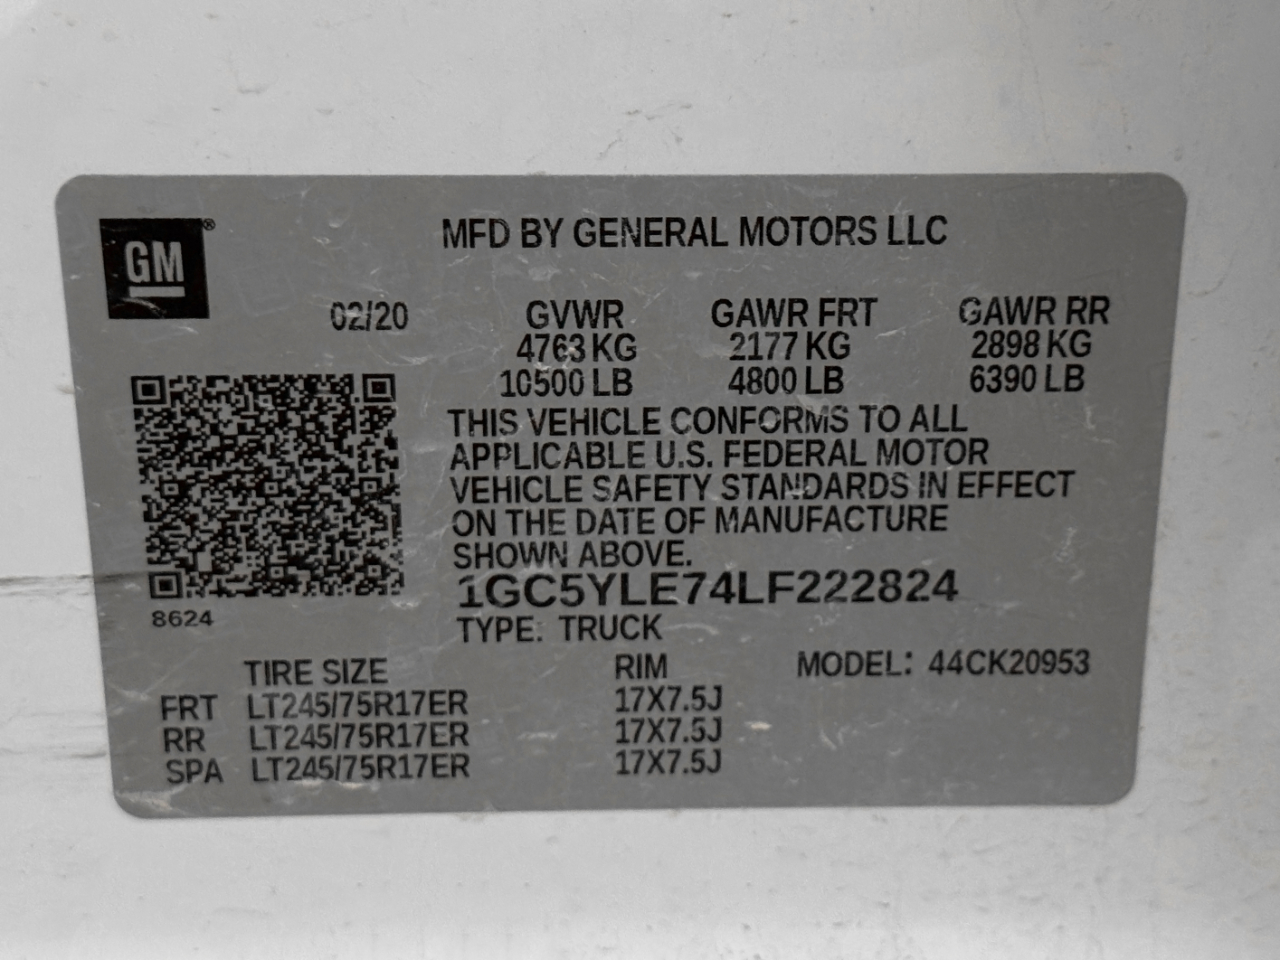 GM®
MFD BY GENERAL MOTORS LLC
02/20 GVWR GAWR FRT GAWR RR
4763 KG 2177 KG 2898 KG
10500 LB 4800 LB 6390 LB
THIS VEHICLE CONFORMS TO ALL
APPLICABLE U.S. FEDERAL MOTOR
VEHICLE SAFETY STANDARDS IN EFFECT
ON THE DATE OF MANUFACTURE
SHOWN ABOVE.
1GC5YLE74LF222824
8624
TYPE: TRUCK
TIRE SIZE RIM MODEL: 44CK20953
FRT LT245/75R17ER 17X7.5J
RR LT245/75R17ER 17X7.5J
SPA LT245/75R17ER 17X7.5J